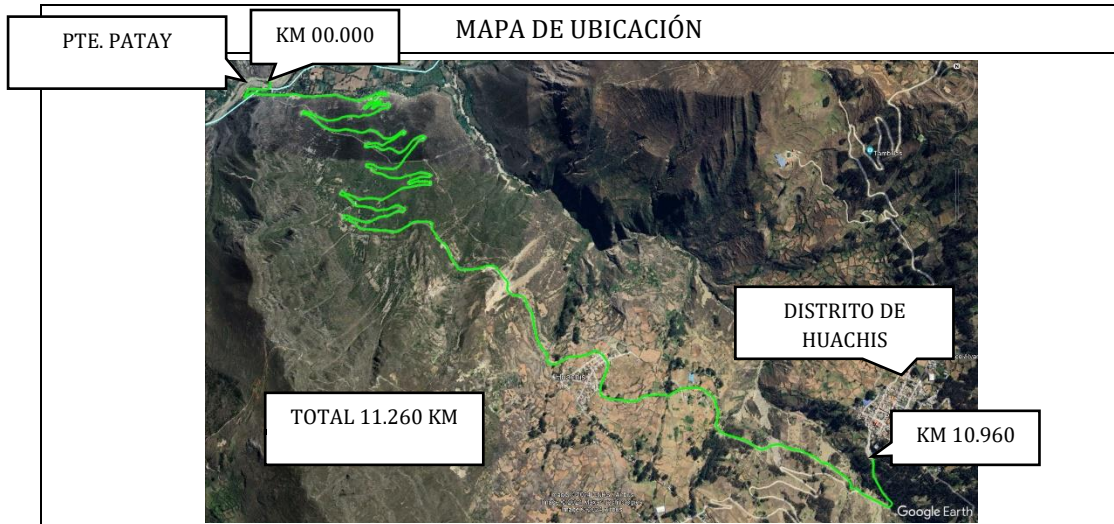 MAPA DE UBICACIÓN
PTE. PATAY
KM 00.000
Tambillos
DISTRITO DE
HUACHIS
TOTAL 11.260 KM
KM 10.960
Google Earth